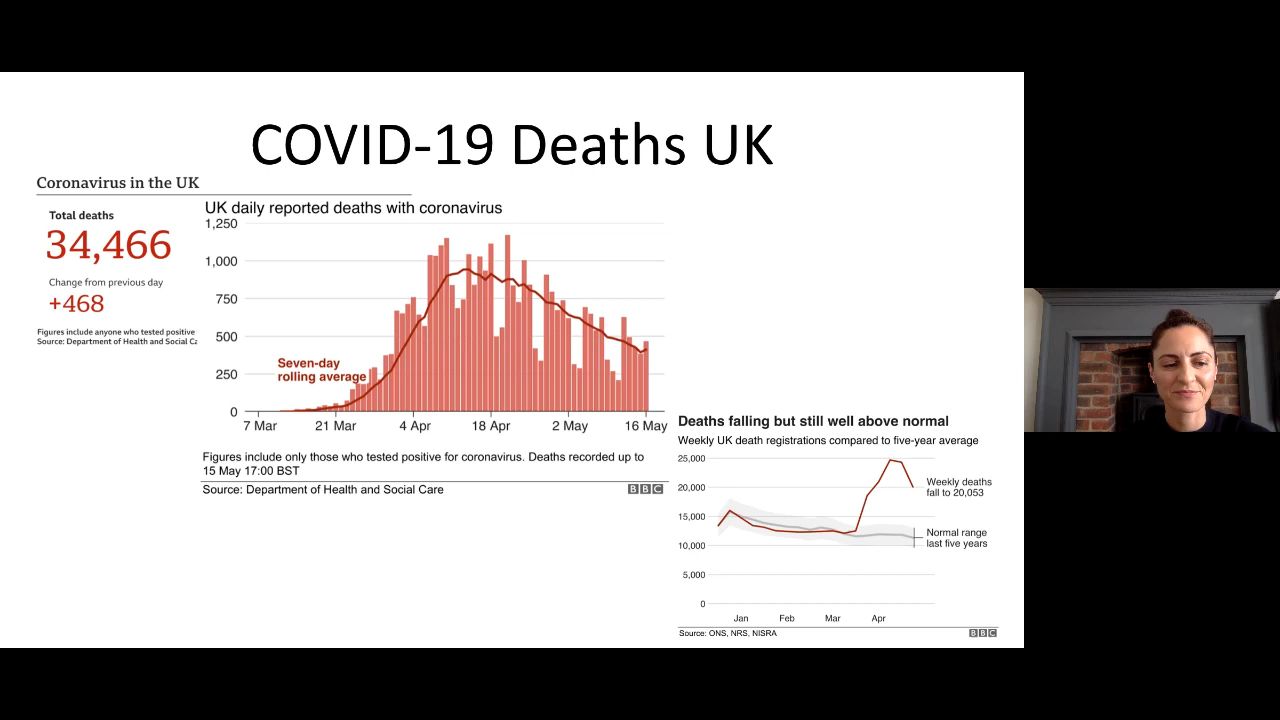 COVID-19 Deaths UK
Coronavirus in the UK
Total deaths
34,466
Change from previous day
+468
Figures include anyone who tested positive
Source: Department of Health and Social Ca
UK daily reported deaths with coronavirus
1,250
1,000
750
500
250
0
Seven-day
rolling average
7 Mar 21 Mar 4 Apr 18 Apr 2 May 16 May
Figures include only those who tested positive for coronavirus. Deaths recorded up to
15 May 17:00 BST
Source: Department of Health and Social Care
BBC
Deaths falling but still well above normal
Weekly UK death registrations compared to five-year average
25,000
20,000
15,000
10,000
5,000
0
Weekly deaths
fall to 20,053
Normal range
last five years
Jan Feb Mar Apr
Source: ONS, NRS, NISRA
BBC